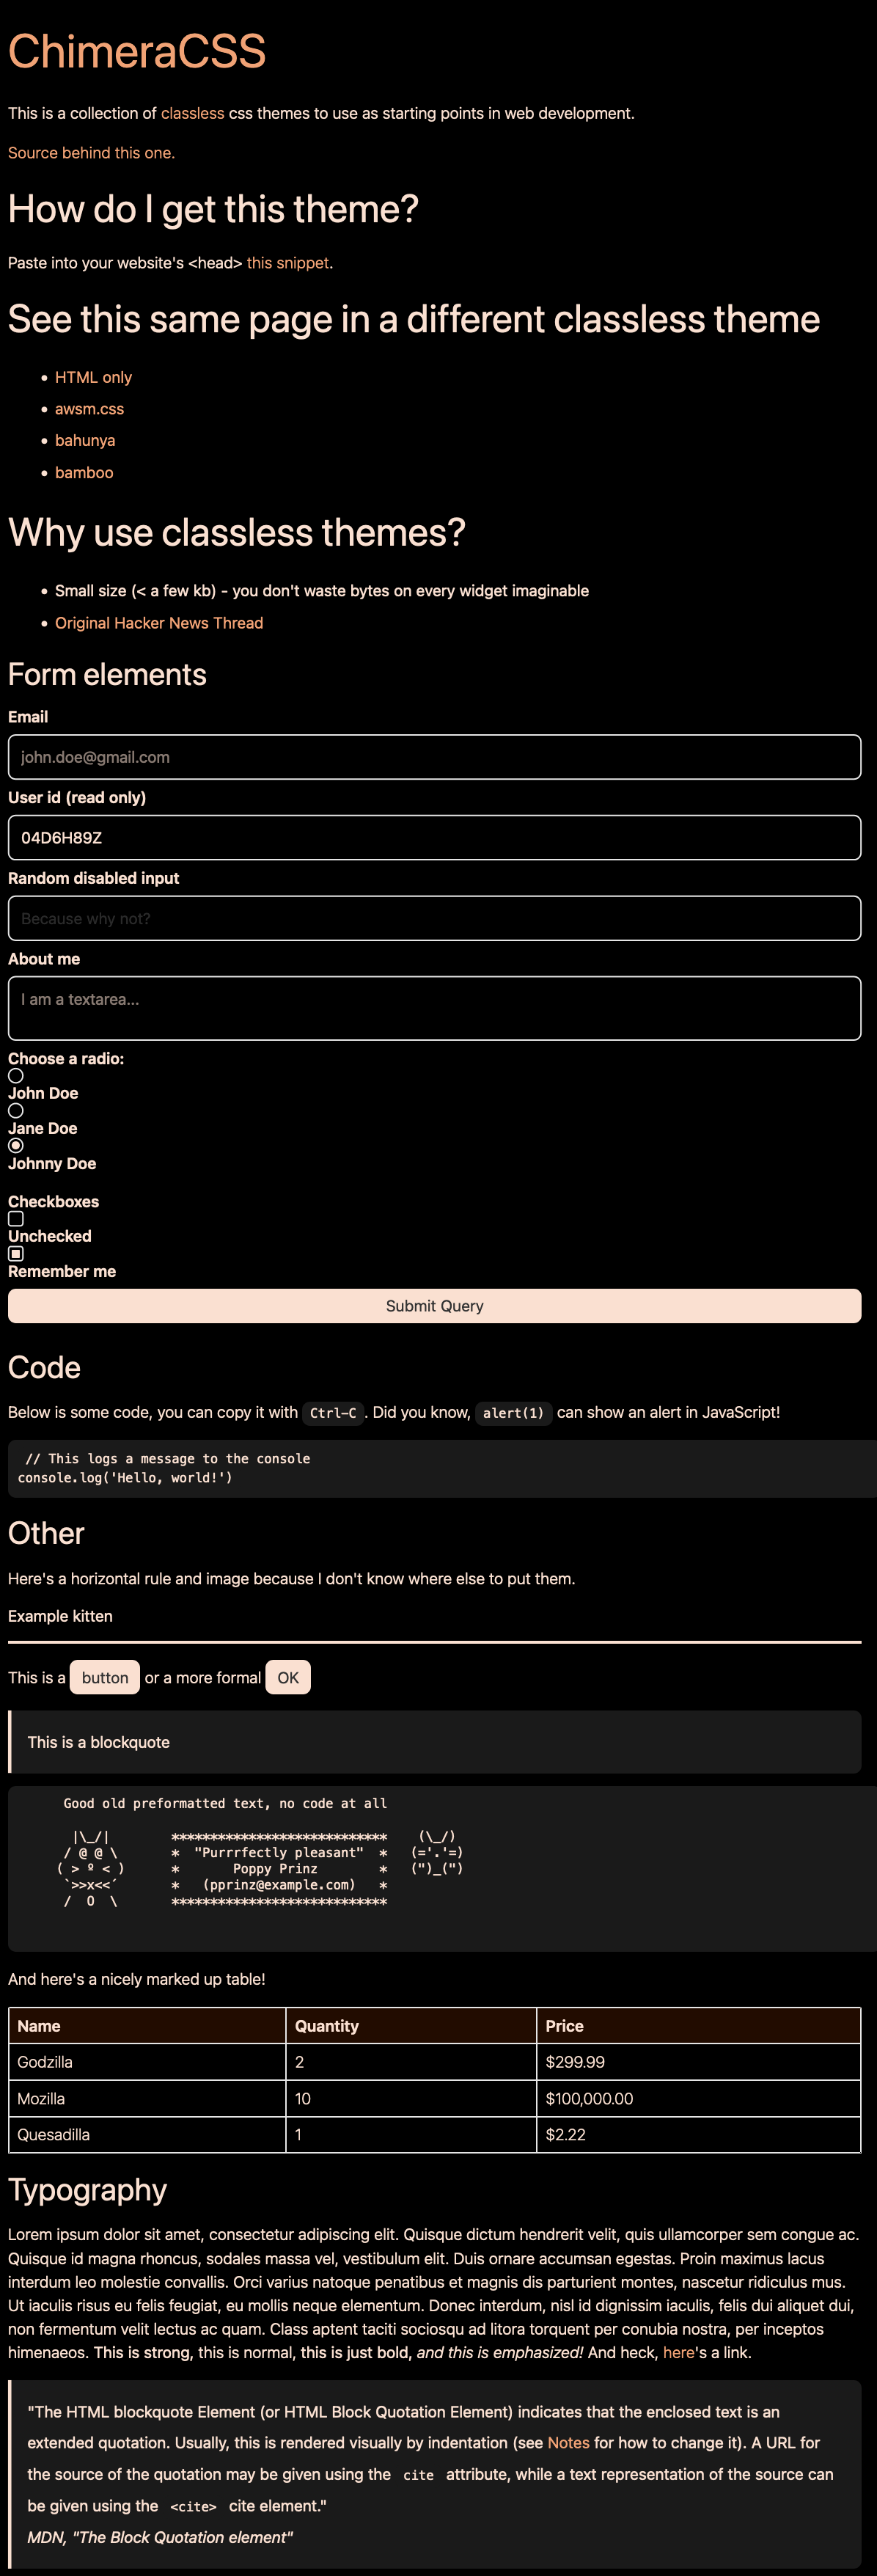 ChimeraCSS
This is a collection of classless css themes to use as starting points in web development.
Source behind this one.
How do I get this theme?
Paste into your website's <head> this snippet.
See this same page in a different classless theme
• HTML only
• awsm.css
• bahunya
• bamboo
Why use classless themes?
• Small size (< a few kb) - you don't waste bytes on every widget imaginable
• Original Hacker News Thread
Form elements
Email
john.doe@gmail.com
User id (read only)
04D6H89Z
Random disabled input
Because why not?
About me
I am a textarea...
Choose a radio:
John Doe
Jane Doe
Johnny Doe
Checkboxes
Unchecked
Remember me
Submit Query
Code
Below is some code, you can copy it with Ctrl-C. Did you know, alert(1) can show an alert in JavaScript!
// This logs a message to the console
console.log('Hello, world!')
Other
Here's a horizontal rule and image because I don't know where else to put them.
Example kitten
This is a button or a more formal OK
This is a blockquote
      Good old preformatted text, no code at all

       |\_/|        ****************************    (\_/)
      / @ @ \       *  "Purrrfectly pleasant"  *   (='.'=)
     ( > º < )      *       Poppy Prinz        *   (")_(")
      `>>x<<´       *   (pprinz@example.com)   *
      /  O  \       ****************************
And here's a nicely marked up table!
Name Quantity Price
Godzilla 2 $299.99
Mozilla 10 $100,000.00
Quesadilla 1 $2.22
Typography
Lorem ipsum dolor sit amet, consectetur adipiscing elit. Quisque dictum hendrerit velit, quis ullamcorper sem congue ac.
Quisque id magna rhoncus, sodales massa vel, vestibulum elit. Duis ornare accumsan egestas. Proin maximus lacus
interdum leo molestie convallis. Orci varius natoque penatibus et magnis dis parturient montes, nascetur ridiculus mus.
Ut iaculis risus eu felis feugiat, eu mollis neque elementum. Donec interdum, nisl id dignissim iaculis, felis dui aliquet dui,
non fermentum velit lectus ac quam. Class aptent taciti sociosqu ad litora torquent per conubia nostra, per inceptos
himenaeos. This is strong, this is normal, this is just bold, and this is emphasized! And heck, here's a link.
"The HTML blockquote Element (or HTML Block Quotation Element) indicates that the enclosed text is an
extended quotation. Usually, this is rendered visually by indentation (see Notes for how to change it). A URL for
the source of the quotation may be given using the cite attribute, while a text representation of the source can
be given using the <cite> cite element."
MDN, "The Block Quotation element"